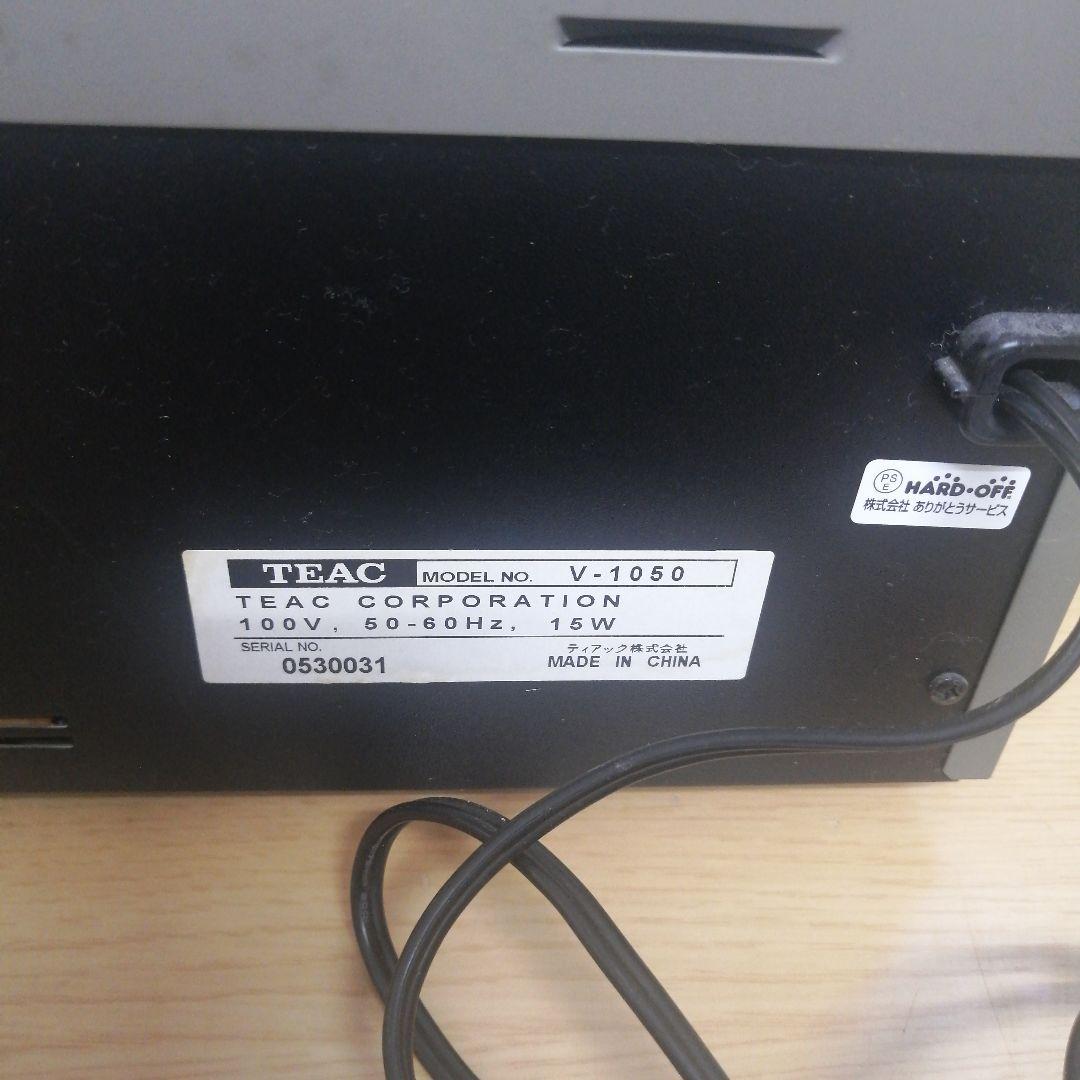 PS
E
HARD・OFF
株式会社 ありがとうサービス
TEAC MODEL NO. V-1050
TEAC CORPORATION
100V, 50-60Hz, 15W
SERIAL NO.
0530031
ティアック株式会社
MADE IN CHINA